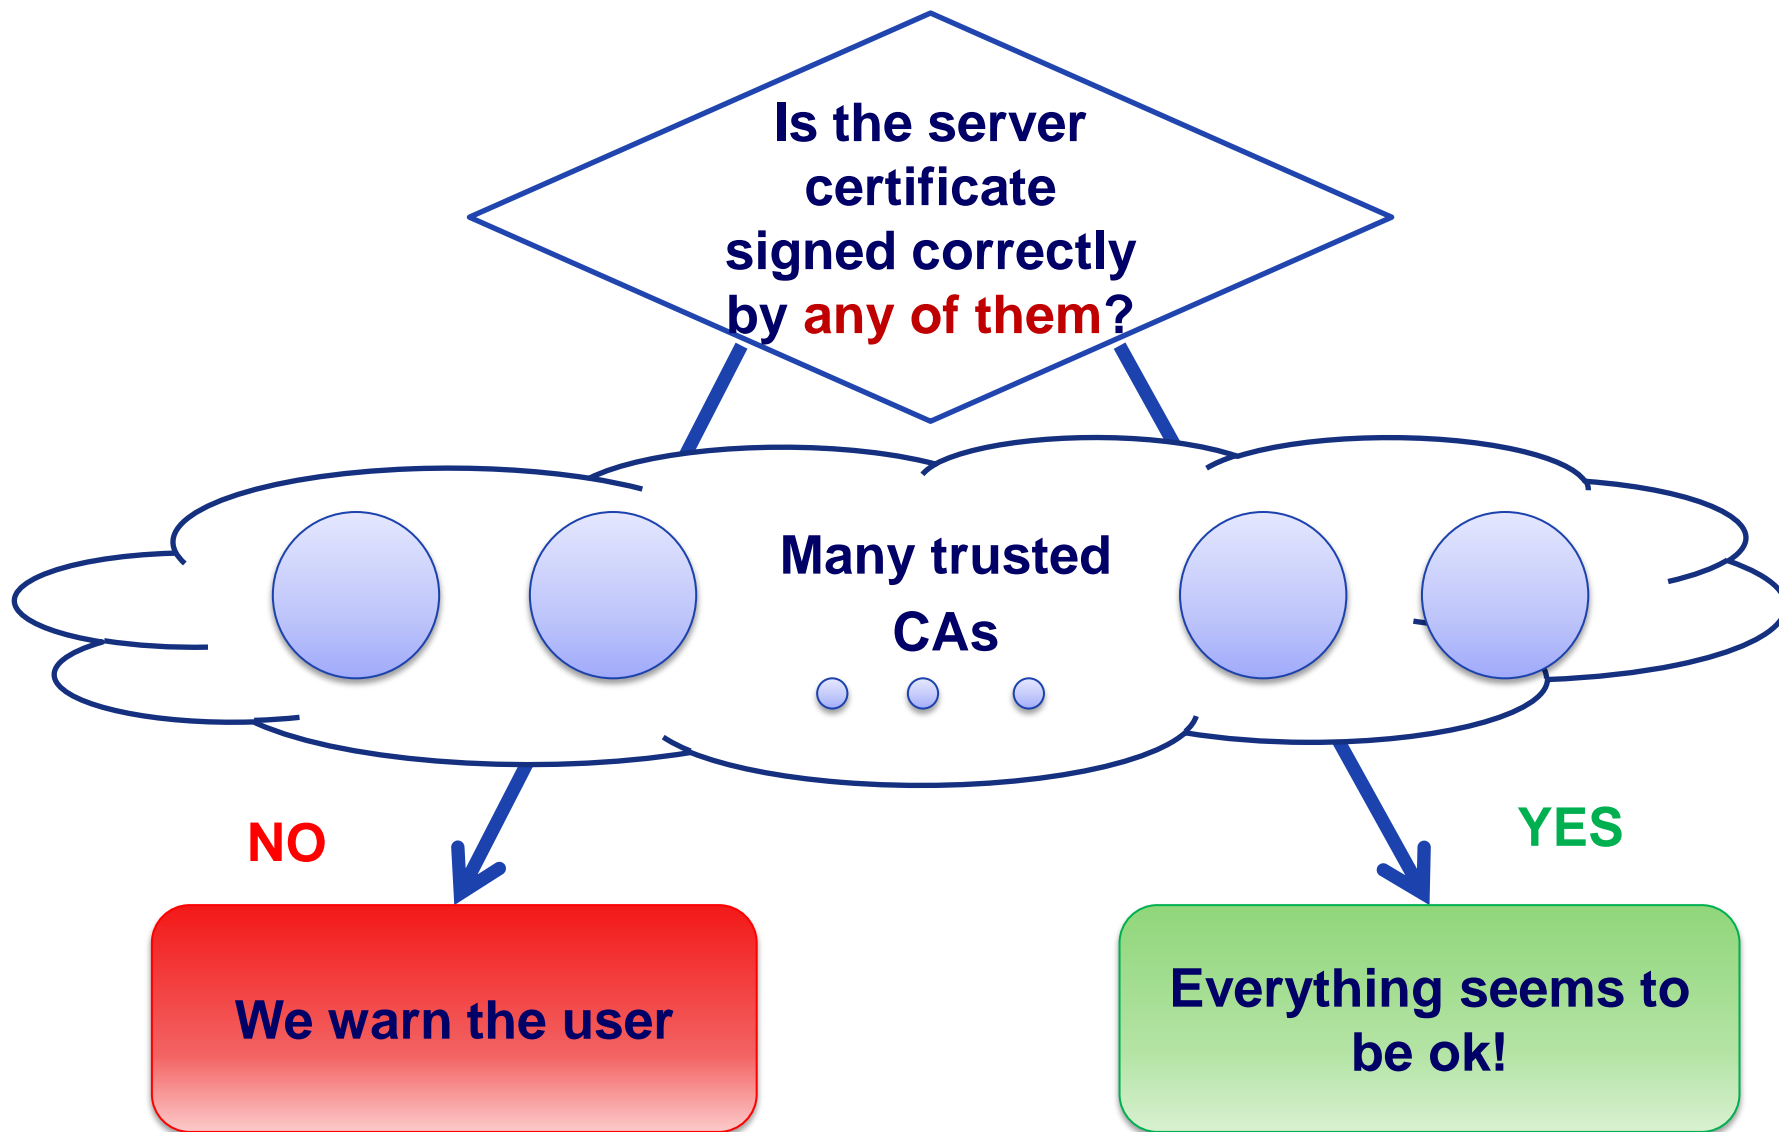 Is the server
certificate
signed correctly
by any of them?
Many trusted
CAs
NO
YES
We warn the user
Everything seems to
be ok!